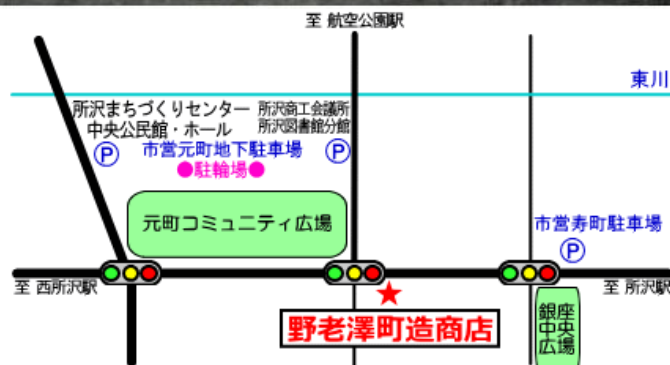 至 航空公園駅
東川
所沢まちづくりセンター
中央公民館・ホール
所沢商工会議所
所沢図書館分館
P
市営元町地下駐車場
P
●駐輪場●
元町コミュニティ広場
市営寿町駐車場
P
至 西所沢駅
至 所沢駅
野老澤町造商店
銀座
中央
広場